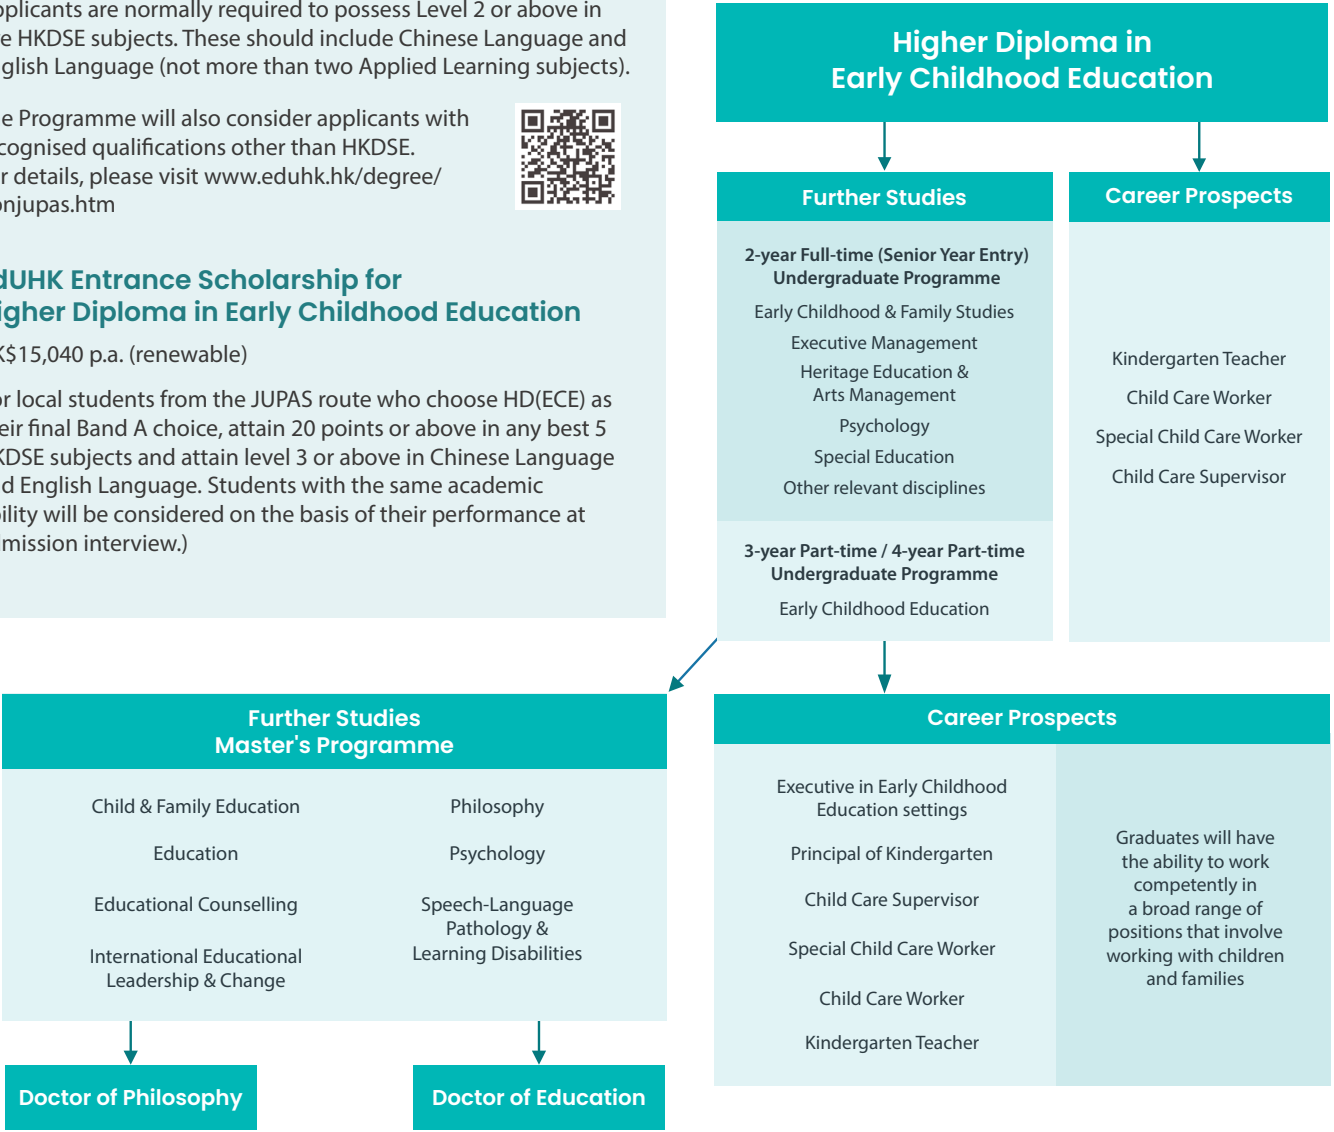 pplicants are normally required to possess Level 2 or above in
e HKDSE subjects. These should include Chinese Language and
glish Language (not more than two Applied Learning subjects).
e Programme will also consider applicants with
cognised qualifications other than HKDSE.
r details, please visit www.eduhk.hk/degree/
onjupas.htm
dUHK Entrance Scholarship for
igher Diploma in Early Childhood Education
K$15,040 p.a. (renewable)
or local students from the JUPAS route who choose HD(ECE) as
eir final Band A choice, attain 20 points or above in any best 5
KDSE subjects and attain level 3 or above in Chinese Language
d English Language. Students with the same academic
bility will be considered on the basis of their performance at
mission interview.)
Higher Diploma in
Early Childhood Education
Further Studies
2-year Full-time (Senior Year Entry)
Undergraduate Programme
Early Childhood & Family Studies
Executive Management
Heritage Education &
Arts Management
Psychology
Special Education
Other relevant disciplines
3-year Part-time / 4-year Part-time
Undergraduate Programme
Early Childhood Education
Career Prospects
Kindergarten Teacher
Child Care Worker
Special Child Care Worker
Child Care Supervisor
Further Studies
Master's Programme
Child & Family Education
Education
Educational Counselling
International Educational
Leadership & Change
Philosophy
Psychology
Speech-Language
Pathology &
Learning Disabilities
Doctor of Philosophy
Doctor of Education
Career Prospects
Executive in Early Childhood
Education settings
Principal of Kindergarten
Child Care Supervisor
Special Child Care Worker
Child Care Worker
Kindergarten Teacher
Graduates will have
the ability to work
competently in
a broad range of
positions that involve
working with children
and families